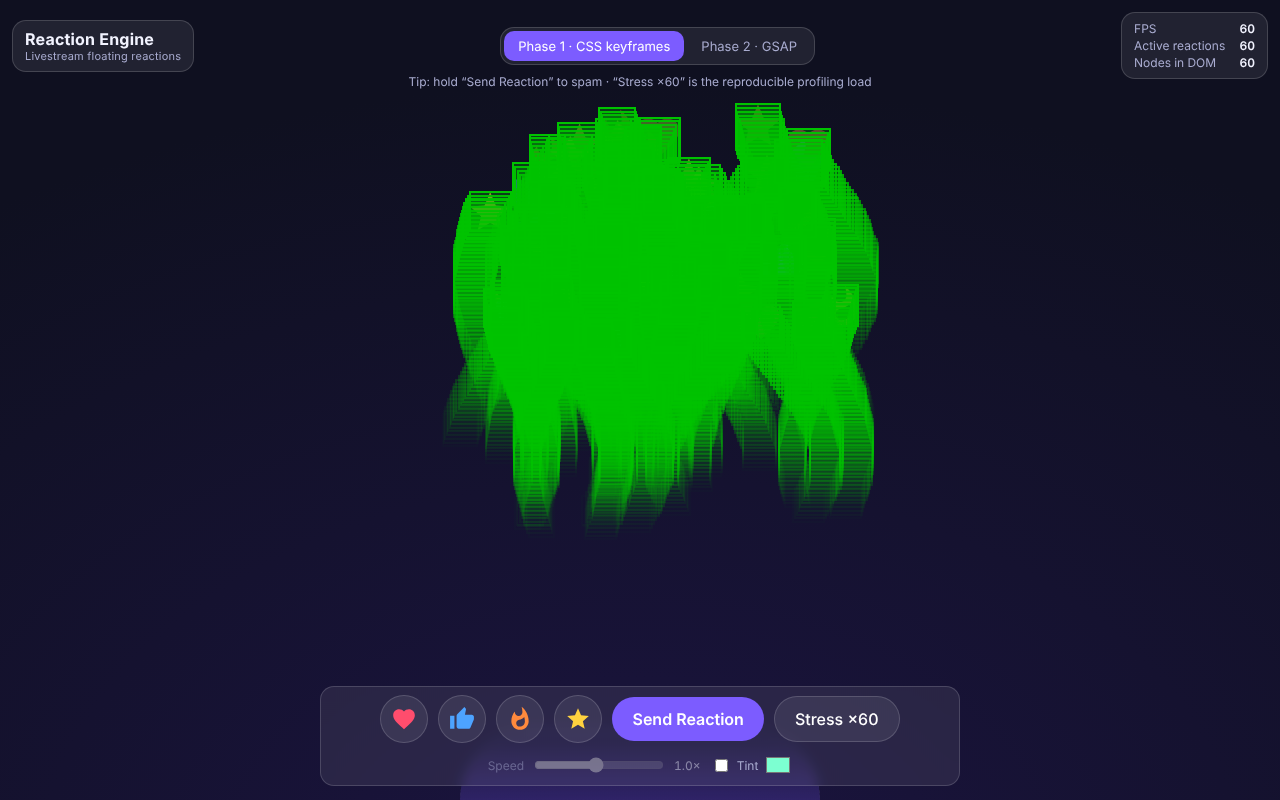 Reaction Engine
Livestream floating reactions
Phase 1 · CSS keyframes
Phase 2 · GSAP
Tip: hold “Send Reaction” to spam · “Stress ×60” is the reproducible profiling load
FPS 60
Active reactions 60
Nodes in DOM 60
Send Reaction
Stress ×60
Speed
1.0×
Tint